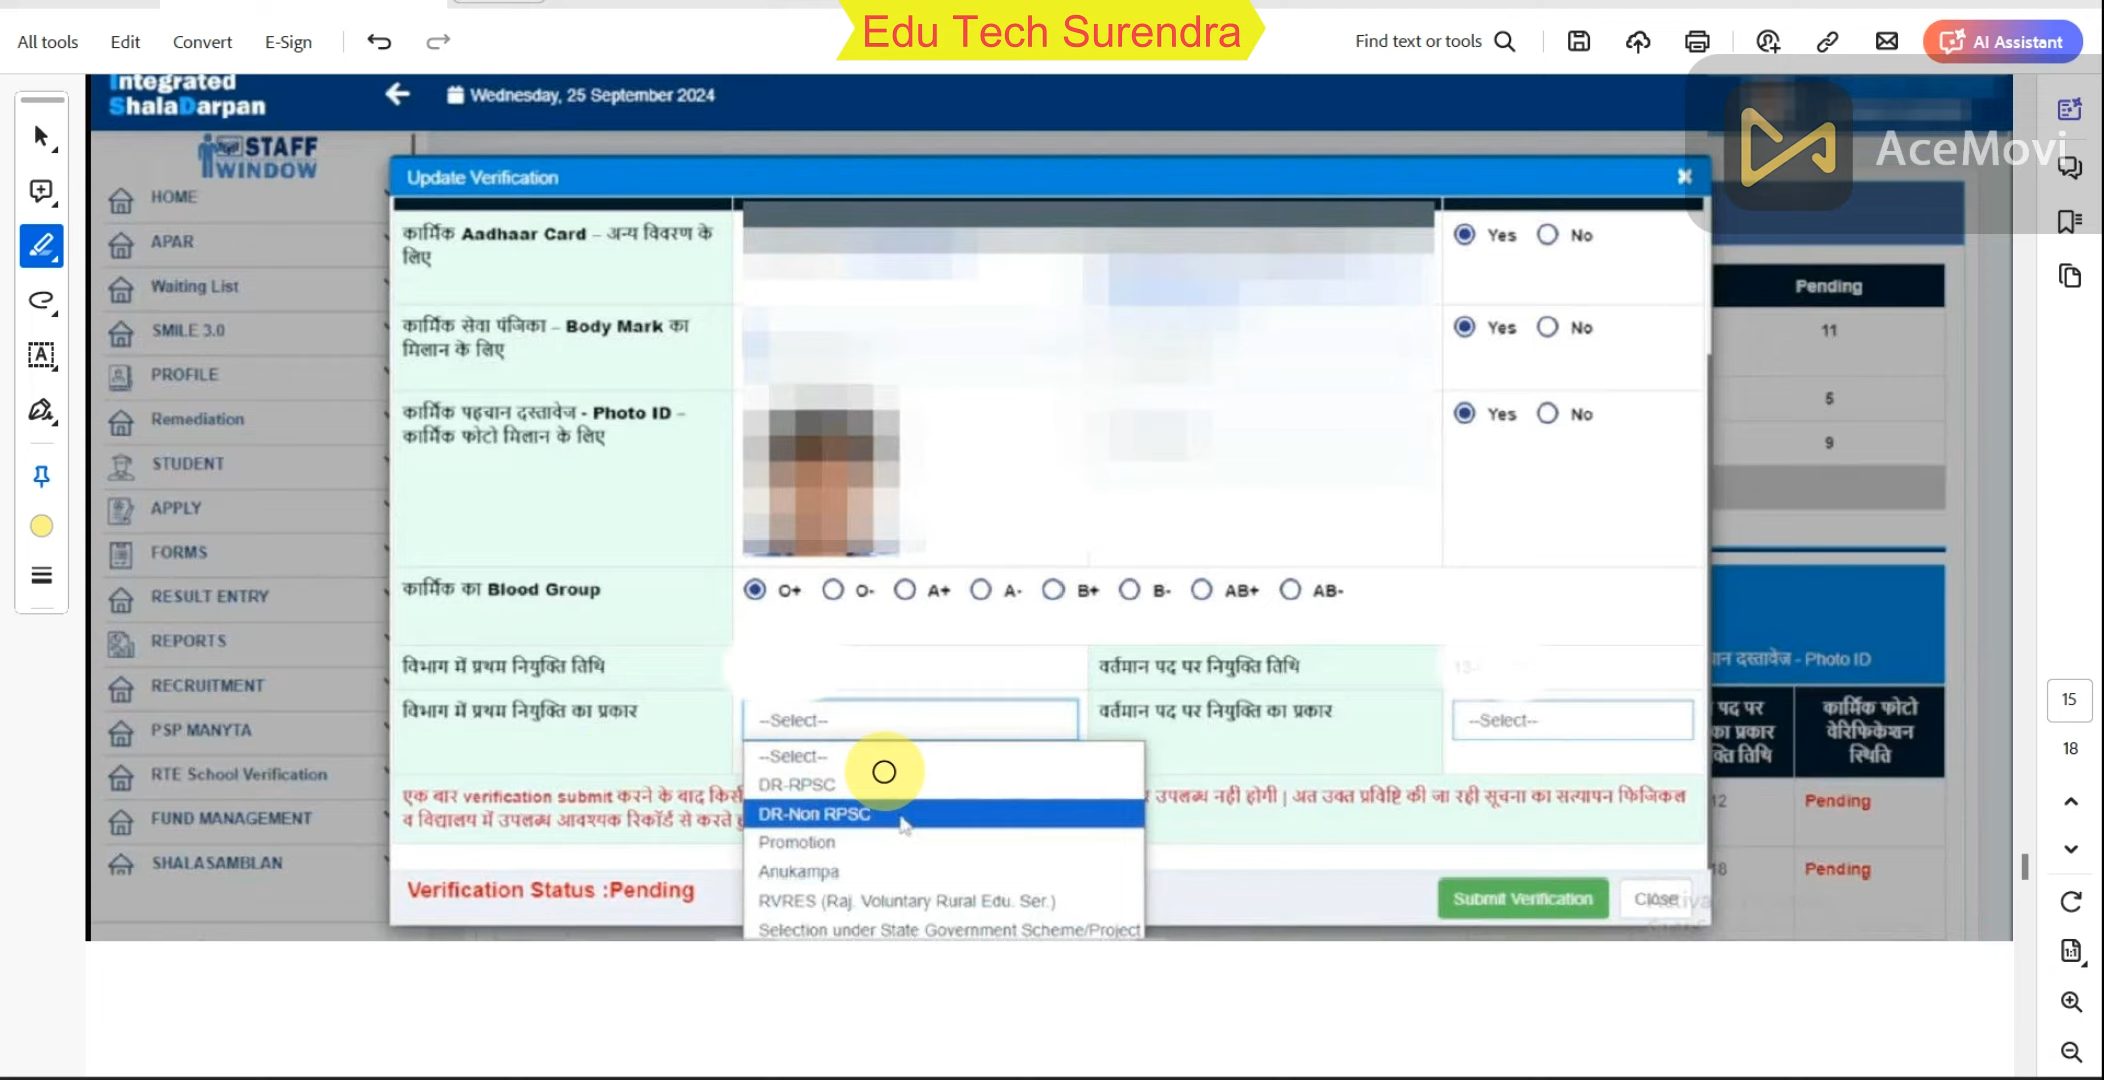 Edu Tech Surendra
All tools Edit Convert E-Sign Find text or tools AI Assistant
Integrated
ShalaDarpan
Wednesday, 25 September 2024
AceMovi
STAFF
WINDOW
HOME
APAR
Waiting List
SMILE 3.0
PROFILE
Remediation
STUDENT
APPLY
FORMS
RESULT ENTRY
REPORTS
RECRUITMENT
PSP MANYTA
RTE School Verification
FUND MANAGEMENT
SHALASAMBLAN
Update Verification
कार्मिक Aadhaar Card – अन्य विवरण के
लिए
Yes No
कार्मिक सेवा पंजिका – Body Mark का
मिलान के लिए
Yes No
कार्मिक पहचान दस्तावेज - Photo ID –
कार्मिक फोटो मिलान के लिए
Yes No
कार्मिक का Blood Group
O+ O- A+ A- B+ B- AB+ AB-
विभाग में प्रथम नियुक्ति तिथि
वर्तमान पद पर नियुक्ति तिथि
विभाग में प्रथम नियुक्ति का प्रकार
--Select--
वर्तमान पद पर नियुक्ति का प्रकार
--Select--
--Select--
DR-RPSC
DR-Non RPSC
Promotion
Anukampa
RVRES (Raj. Voluntary Rural Edu. Ser.)
Selection under State Government Scheme/Project
एक बार verification submit करने के बाद किसी
उपलब्ध नही होगी | अत उक्त प्रविष्टि की जा रही सूचना का सत्यापन फिजिकल
व विद्यालय में उपलब्ध आवश्यक रिकॉर्ड से करते
Verification Status :Pending
Submit Verification
Close
Pending
11
5
9
दस्तावेज - Photo ID
पद पर
का प्रकार
तिथि
कार्मिक फोटो
वेरिफिकेशन
स्थिति
12
Pending
18
Pending
15
18